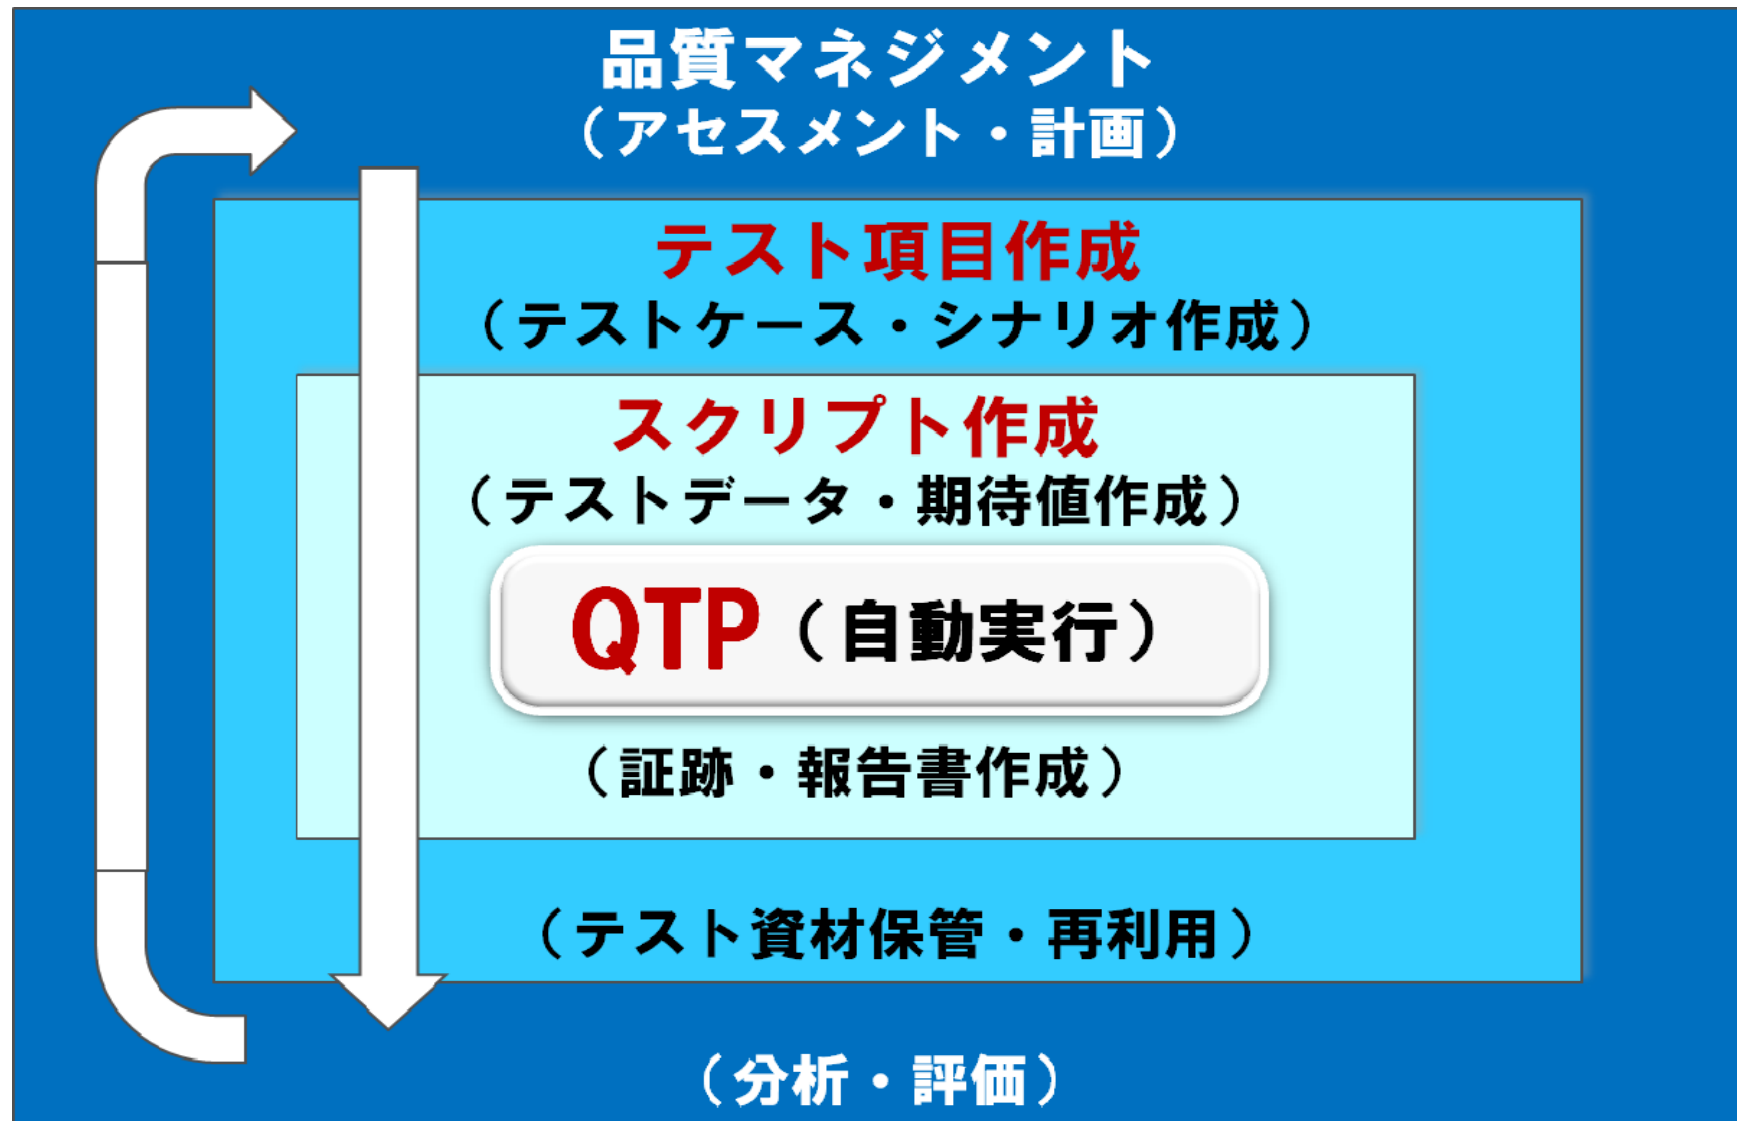 品質マネジメント
（アセスメント・計画）
テスト項目作成
（テストケース・シナリオ作成）
スクリプト作成
（テストデータ・期待値作成）
QTP（自動実行）
（証跡・報告書作成）
（テスト資材保管・再利用）
（分析・評価）